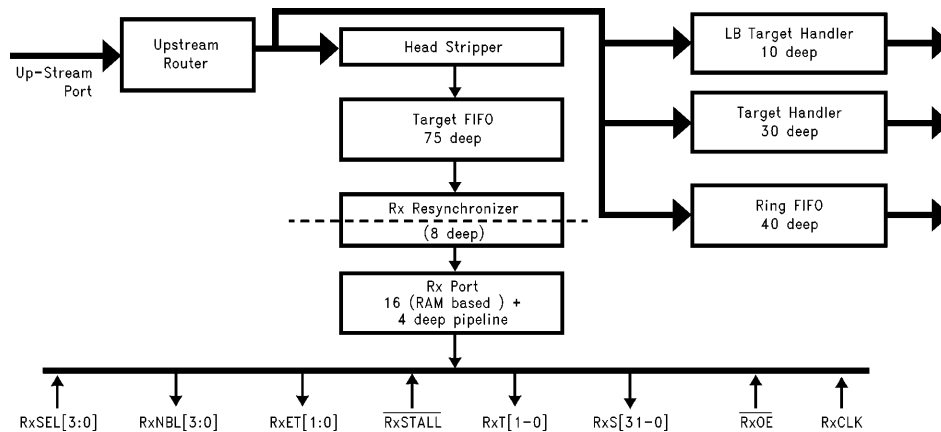 Up-Stream
Port
Upstream
Router
Head Stripper
Target FIFO
75 deep
Rx Resynchronizer
(8 deep)
Rx Port
16 (RAM based ) +
4 deep pipeline
LB Target Handler
10 deep
Target Handler
30 deep
Ring FIFO
40 deep
RxSEL[3:0]
RxNBL[3:0]
RxET[1:0]
RxSTALL
RxT[1-0]
RxS[31-0]
RxOE
RxCLK